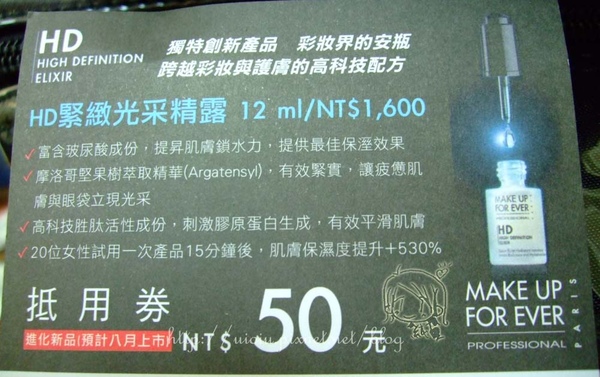 HD
HIGH DEFINITION
ELIXIR
獨特創新產品 彩妝界的安瓶
跨越彩妝與護膚的高科技配方
HD緊緻光采精露 12 ml/NT$1,600
✓富含玻尿酸成份，提昇肌膚鎖水力，提供最佳保溼效果
✓摩洛哥堅果樹萃取精華(Argatensyl)，有效緊實，讓疲憊肌
膚與眼袋立現光采
✓高科技胜肽活性成份，刺激膠原蛋白生成，有效平滑肌膚
✓20位女性試用一次產品15分鐘後，肌膚保濕度提升+530%
抵用券
進化新品(預計八月上市)
NT$ 50元
MAKE UP
FOR EVER
HD
MAKE UP
FOR EVER
PROFESSIONAL
PARIS